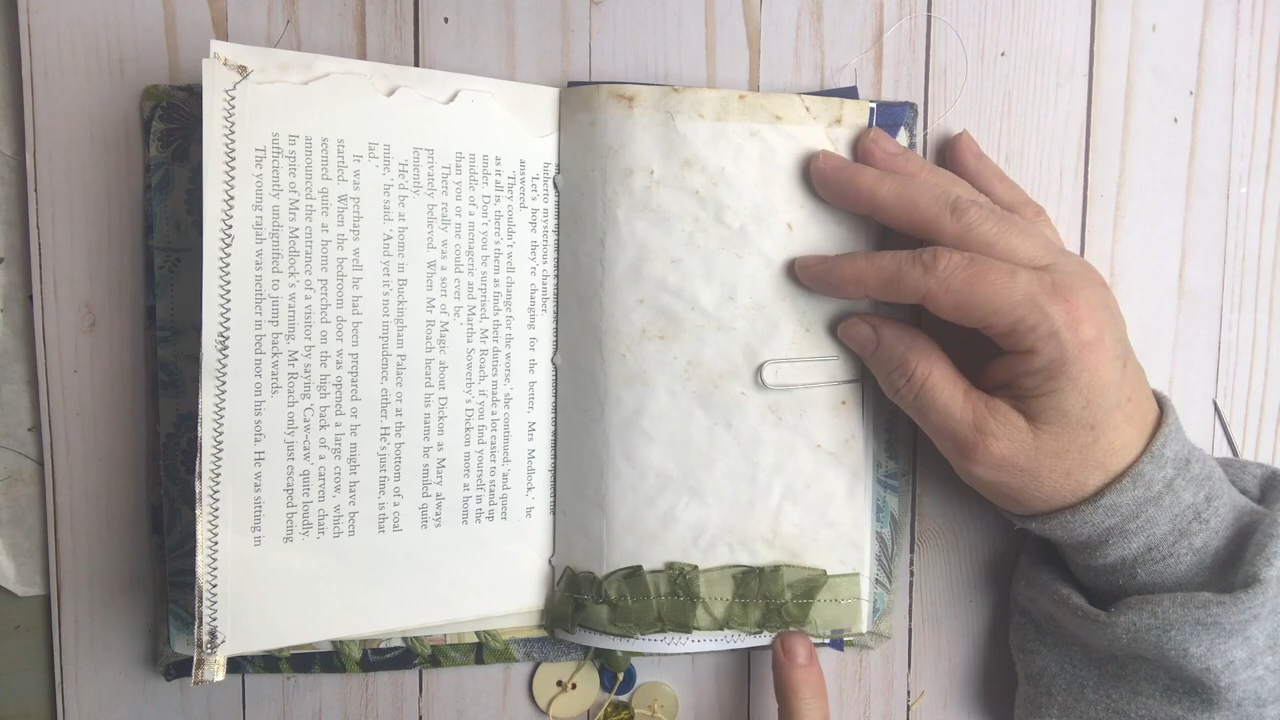 to which opened the
hitherto mysterious chamber.
'Let's hope they're changing for the better, Mrs Medlock,' he
answered.
'They couldn't well change for the worse,' she continued; 'and queer
as it all is, there's them as finds their duties made a lot easier to stand up
under. Don't you be surprised, Mr Roach, if you find yourself in the
middle of a menagerie and Martha Sowerby's Dickon more at home
than you or me could ever be.'
There really was a sort of Magic about Dickon as Mary always
privately believed. When Mr Roach heard his name he smiled quite
leniently.
'He'd be at home in Buckingham Palace or at the bottom of a coal
mine,' he said. 'And yet it's not impudence, either. He's just fine, is that
lad.'
It was perhaps well he had been prepared or he might have been
startled. When the bedroom door was opened a large crow, which
seemed quite at home perched on the high back of a carven chair,
announced the entrance of a visitor by saying 'Caw–caw' quite loudly.
In spite of Mrs Medlock's warning, Mr Roach only just escaped being
sufficiently undignified to jump backwards.
The young rajah was neither in bed nor on his sofa. He was sitting in